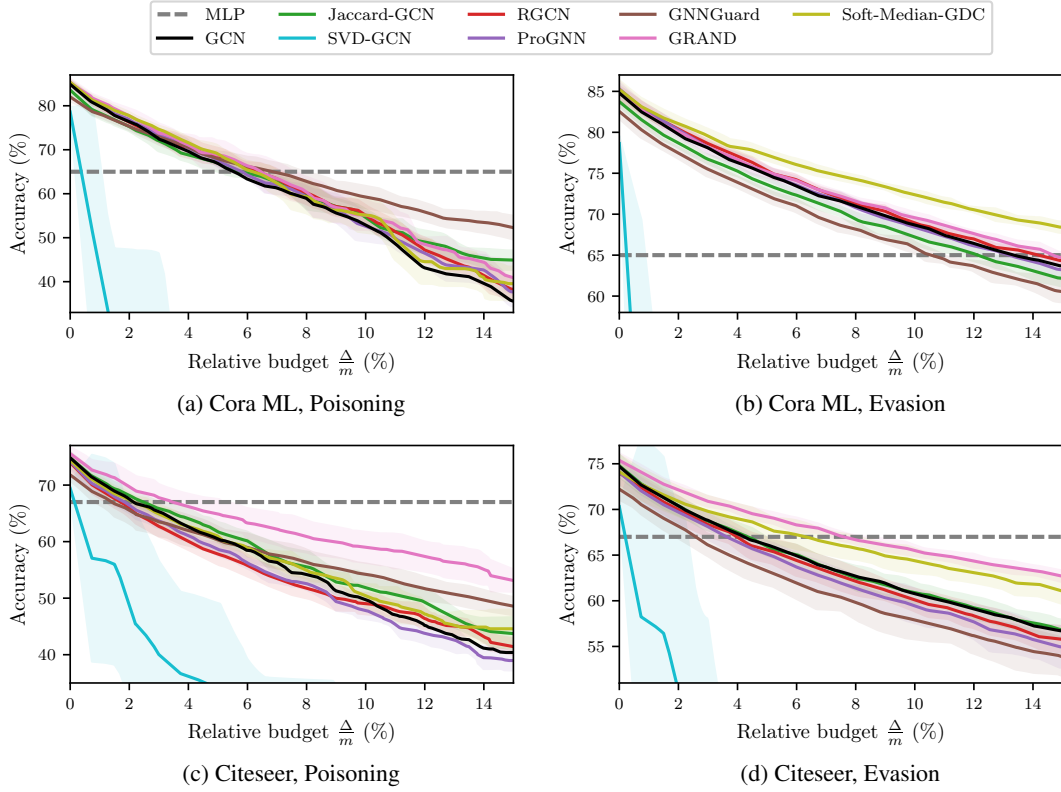 MLP Jaccard-GCN RGCN GNNGuard Soft-Median-GDC
GCN SVD-GCN ProGNN GRAND
80
70
60
50
40
Accuracy (%)
0 2 4 6 8 10 12 14
Relative budget Δ/m (%)
(a) Cora ML, Poisoning
85
80
75
70
65
60
Accuracy (%)
0 2 4 6 8 10 12 14
Relative budget Δ/m (%)
(b) Cora ML, Evasion
70
60
50
40
Accuracy (%)
0 2 4 6 8 10 12 14
Relative budget Δ/m (%)
(c) Citeseer, Poisoning
75
70
65
60
55
Accuracy (%)
0 2 4 6 8 10 12 14
Relative budget Δ/m (%)
(d) Citeseer, Evasion